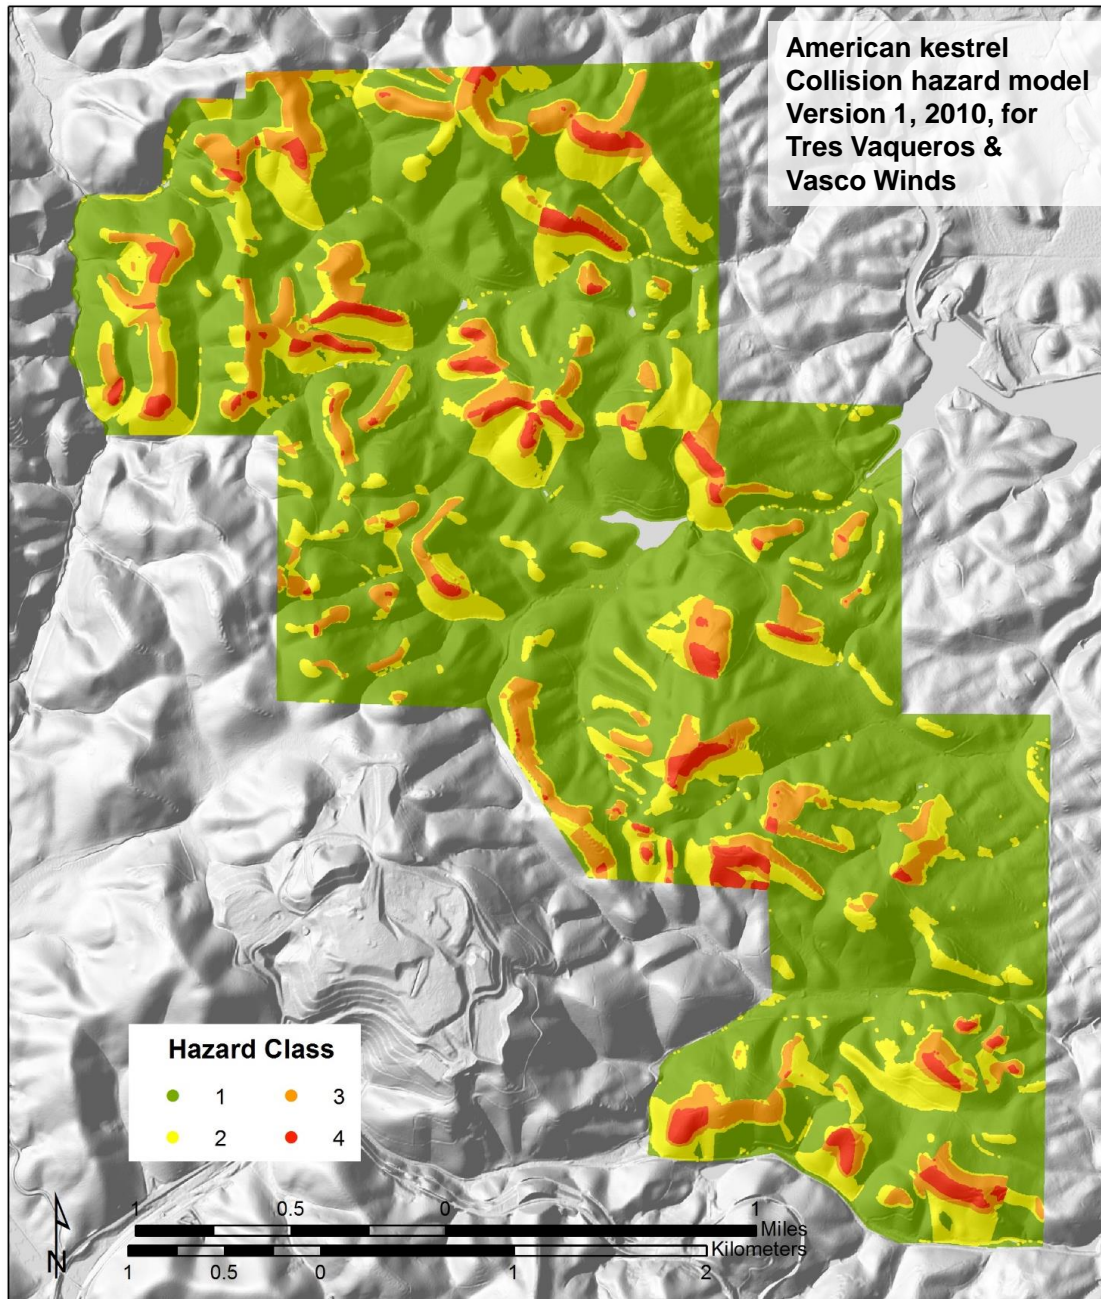 American kestrel
Collision hazard model
Version 1, 2010, for
Tres Vaqueros &
Vasco Winds
Hazard Class
1 3
2 4
1 0.5 0 1
Miles
Kilometers
1 0.5 0 1 2
N